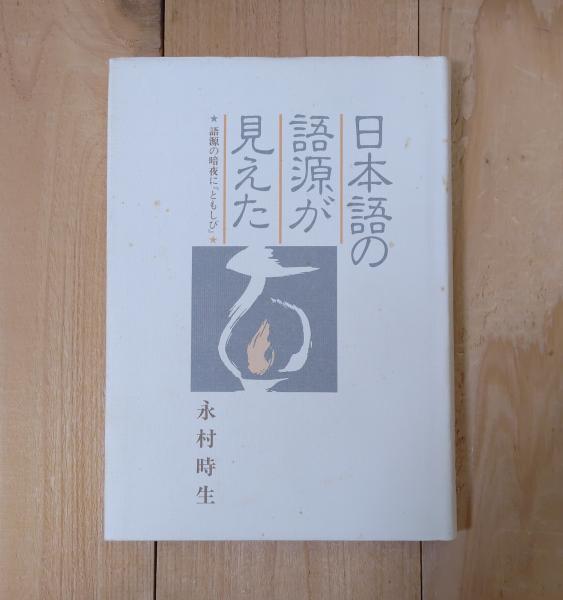 日本語の
語源が
見えた
★語源の暗夜に『ともしび』★
永村時生